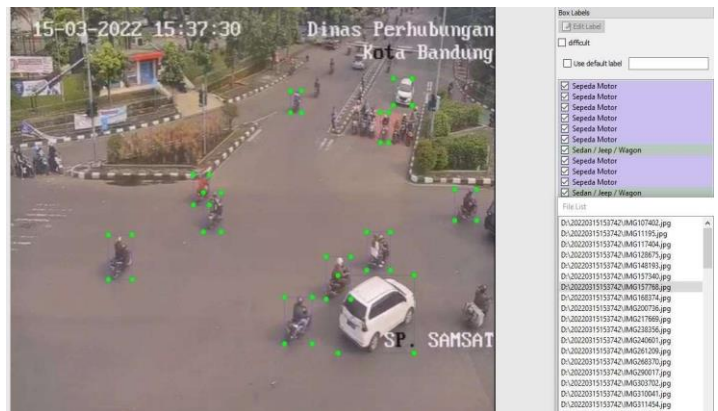 15-03-2022 15:37:30
Dinas Perhubungan
Kota Bandung
SP. SAMSAT
Box Labels
Edit Label
difficult
Use default label
Sepeda Motor
Sepeda Motor
Sepeda Motor
Sepeda Motor
Sepeda Motor
Sepeda Motor
Sedan / Jeep / Wagon
Sepeda Motor
Sepeda Motor
Sepeda Motor
Sedan / Jeep / Wagon
File List
D:\20220315153742\IMG107402.jpg
D:\20220315153742\IMG11195.jpg
D:\20220315153742\IMG117404.jpg
D:\20220315153742\IMG128675.jpg
D:\20220315153742\IMG148193.jpg
D:\20220315153742\IMG157340.jpg
D:\20220315153742\IMG157768.jpg
D:\20220315153742\IMG168374.jpg
D:\20220315153742\IMG200736.jpg
D:\20220315153742\IMG217669.jpg
D:\20220315153742\IMG238356.jpg
D:\20220315153742\IMG240601.jpg
D:\20220315153742\IMG261209.jpg
D:\20220315153742\IMG268370.jpg
D:\20220315153742\IMG290017.jpg
D:\20220315153742\IMG303702.jpg
D:\20220315153742\IMG310041.jpg
D:\20220315153742\IMG311454.jpg